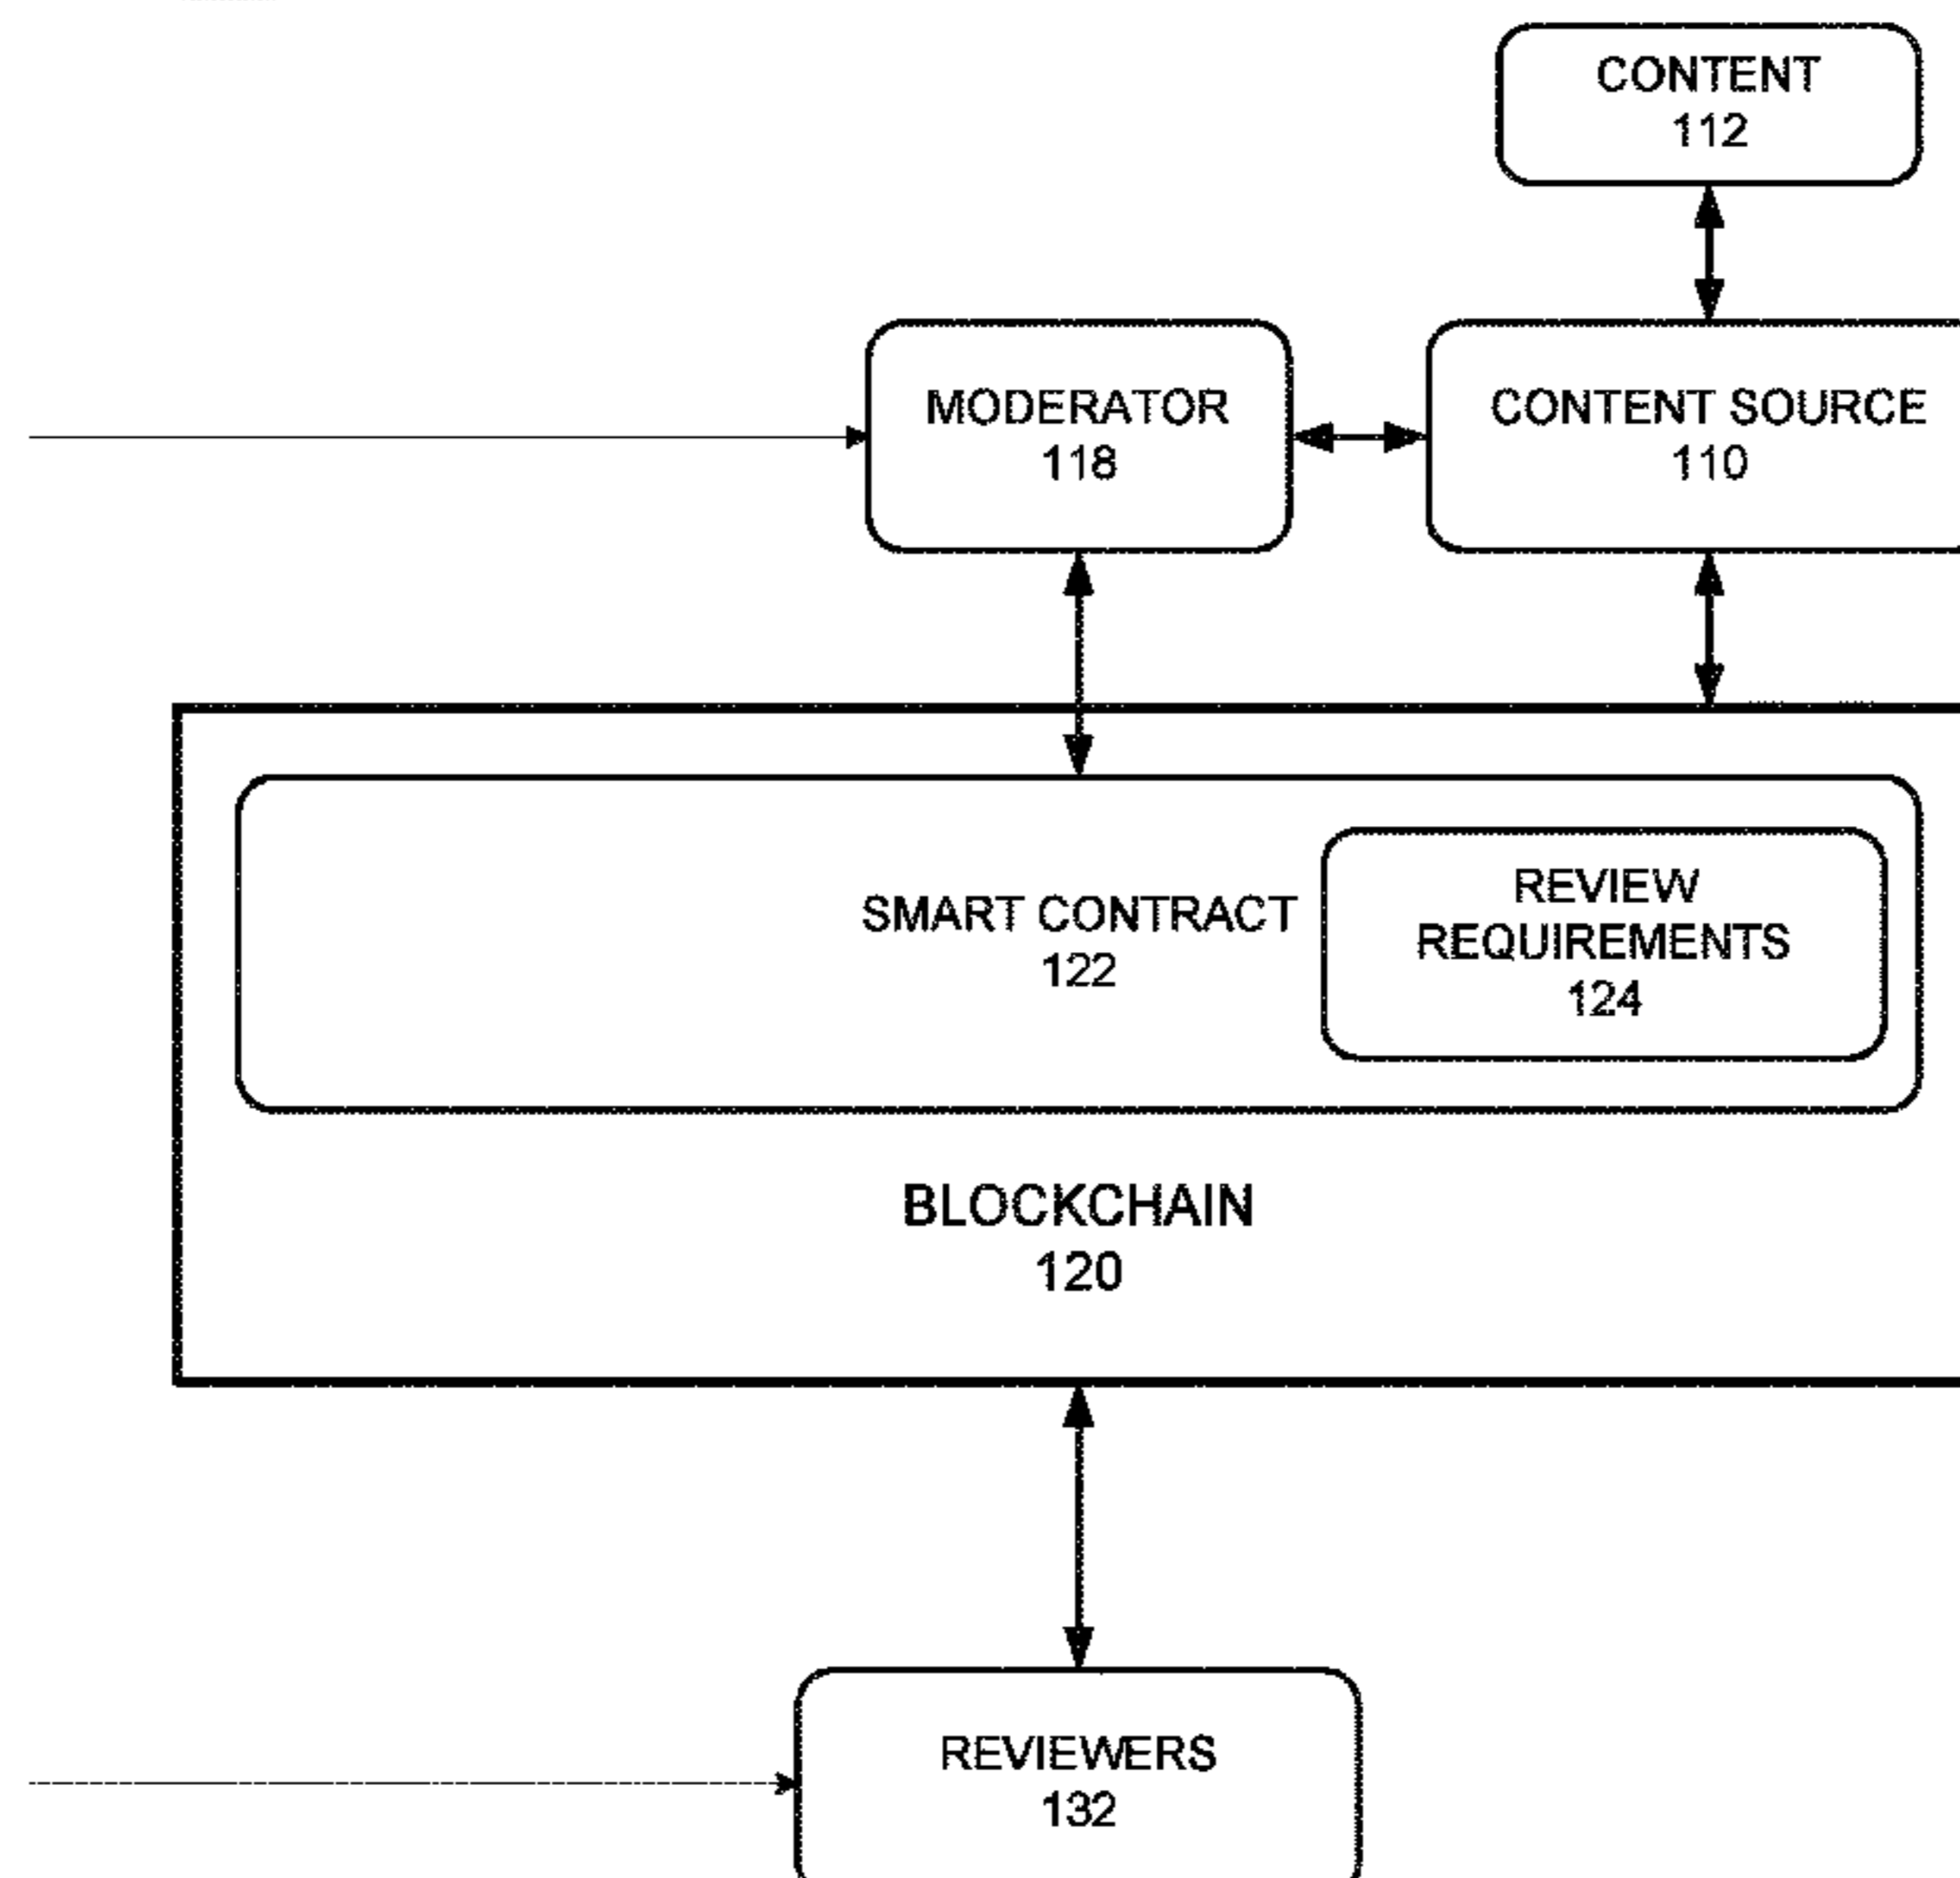 CONTENT
112
MODERATOR
118
CONTENT SOURCE
110
SMART CONTRACT
122
REVIEW
REQUIREMENTS
124
BLOCKCHAIN
120
REVIEWERS
132